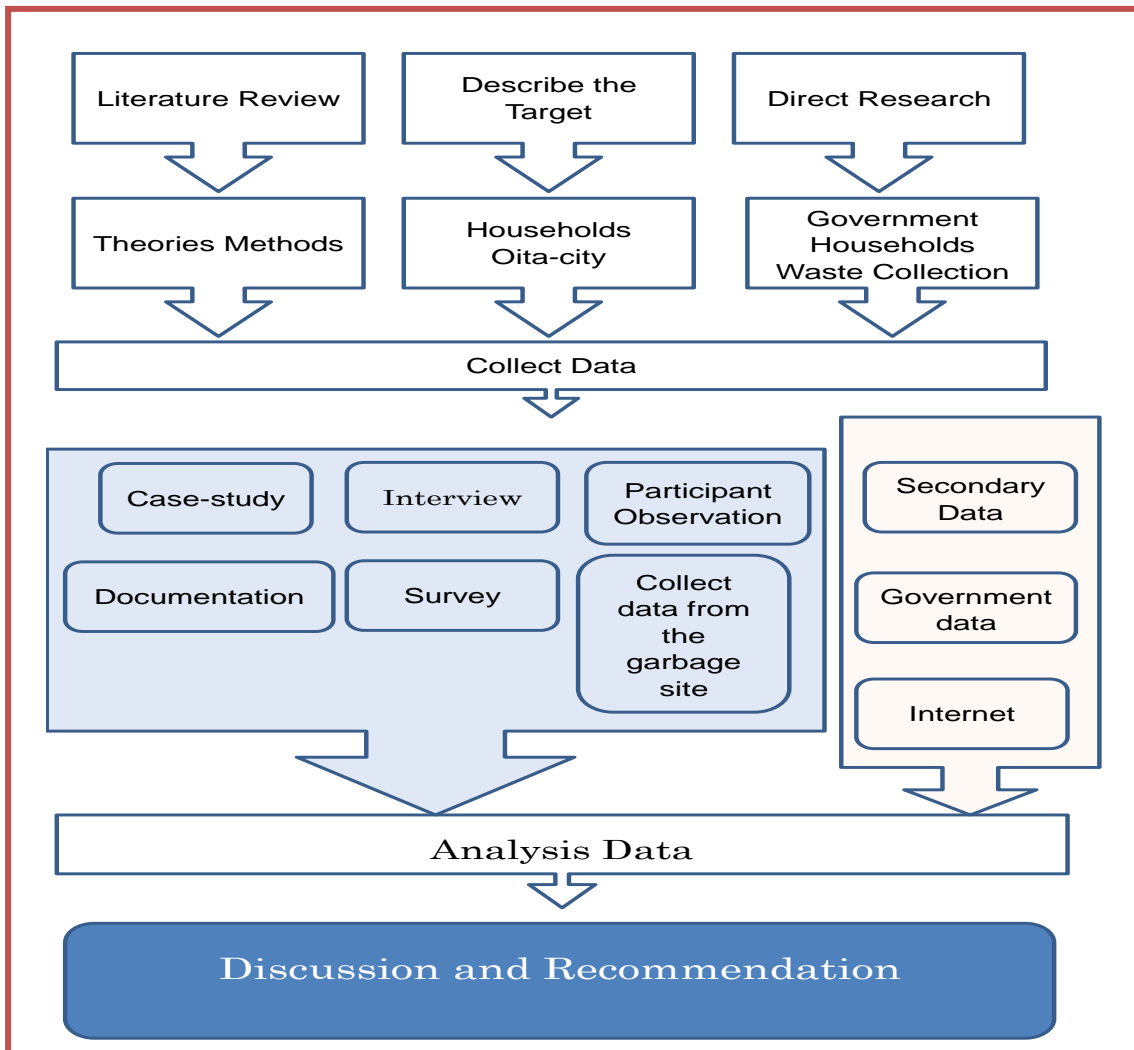 Literature Review
Describe the
Target
Direct Research
Theories Methods
Households
Oita-city
Government
Households
Waste Collection
Collect Data
Case-study
Interview
Participant
Observation
Documentation
Survey
Collect
data from
the
garbage
site
Secondary
Data
Government
data
Internet
Analysis Data
Discussion and Recommendation